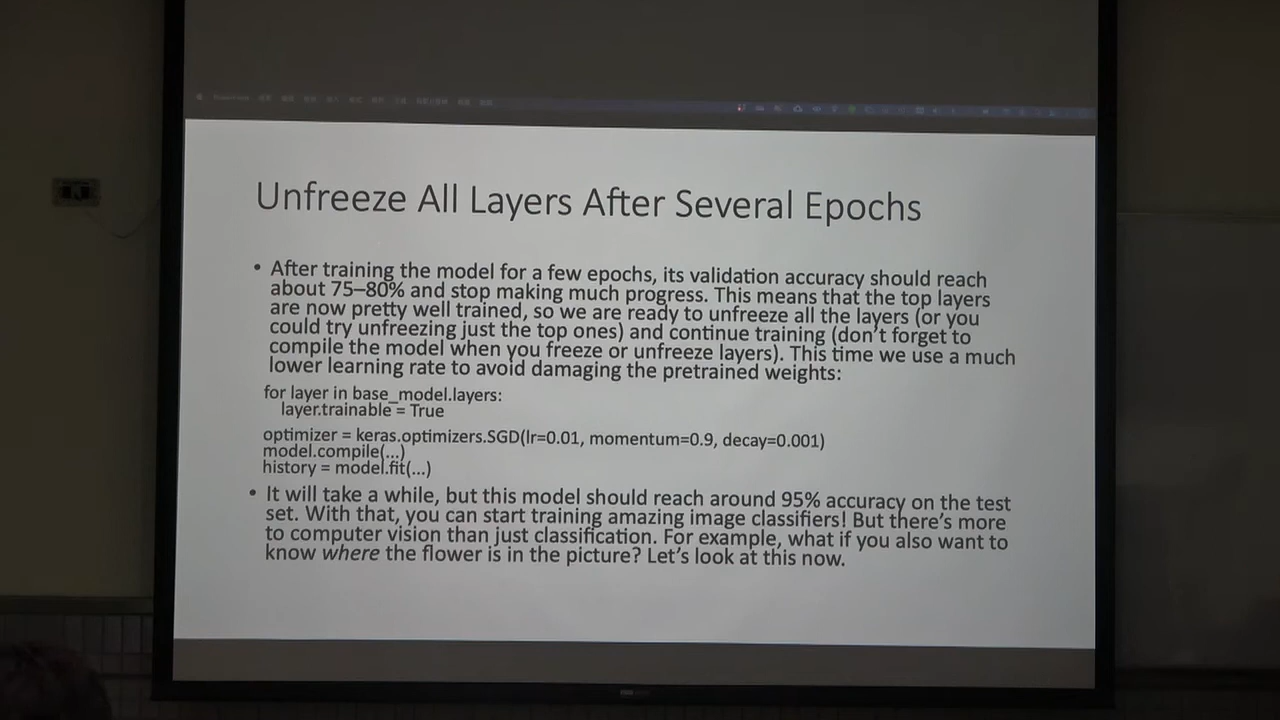 Unfreeze All Layers After Several Epochs
• After training the model for a few epochs, its validation accuracy should reach
about 75–80% and stop making much progress. This means that the top layers
are now pretty well trained, so we are ready to unfreeze all the layers (or you
could try unfreezing just the top ones) and continue training (don't forget to
compile the model when you freeze or unfreeze layers). This time we use a much
lower learning rate to avoid damaging the pretrained weights:
for layer in base_model.layers:
layer.trainable = True
optimizer = keras.optimizers.SGD(lr=0.01, momentum=0.9, decay=0.001)
model.compile(...)
history = model.fit(...)
• It will take a while, but this model should reach around 95% accuracy on the test
set. With that, you can start training amazing image classifiers! But there's more
to computer vision than just classification. For example, what if you also want to
know where the flower is in the picture? Let's look at this now.